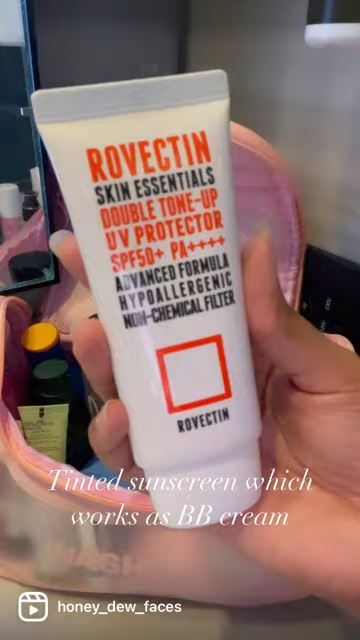 ROVECTIN
SKIN ESSENTIALS
DOUBLE TONE-UP
UV PROTECTOR
SPF50+ PA++++
ADVANCED FORMULA
HYPOALLERGENIC
NON-CHEMICAL FILTER
ROVECTIN
Tinted sunscreen which
works as BB cream
WASH
honey_dew_faces